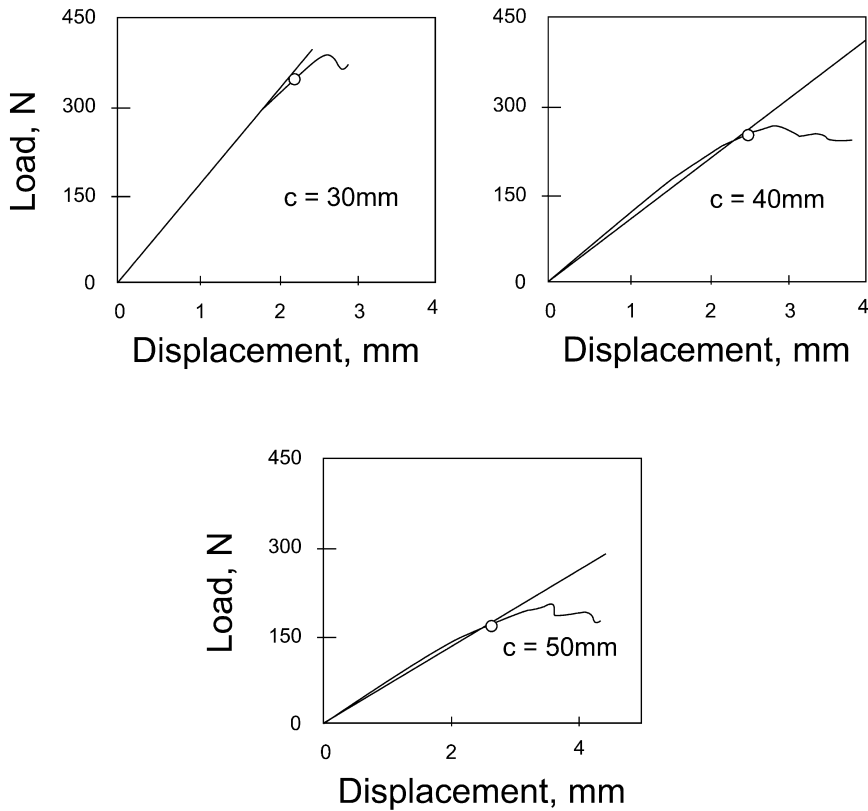 450
300
150
0
Load, N
c = 30mm
0 1 2 3 4
Displacement, mm
450
300
150
0
c = 40mm
0 1 2 3 4
Displacement, mm
450
300
150
0
Load, N
c = 50mm
0 2 4
Displacement, mm